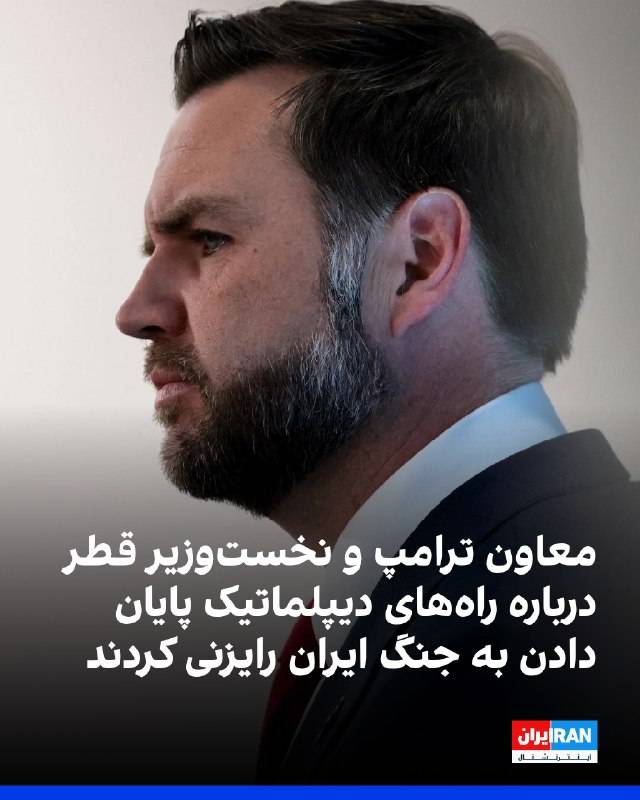 معاون ترامپ و نخست‌وزیر قطر
درباره راه‌های دیپلماتیک پایان
دادن به جنگ ایران رایزنی کردند
IRAN ایران
اینترنشنال